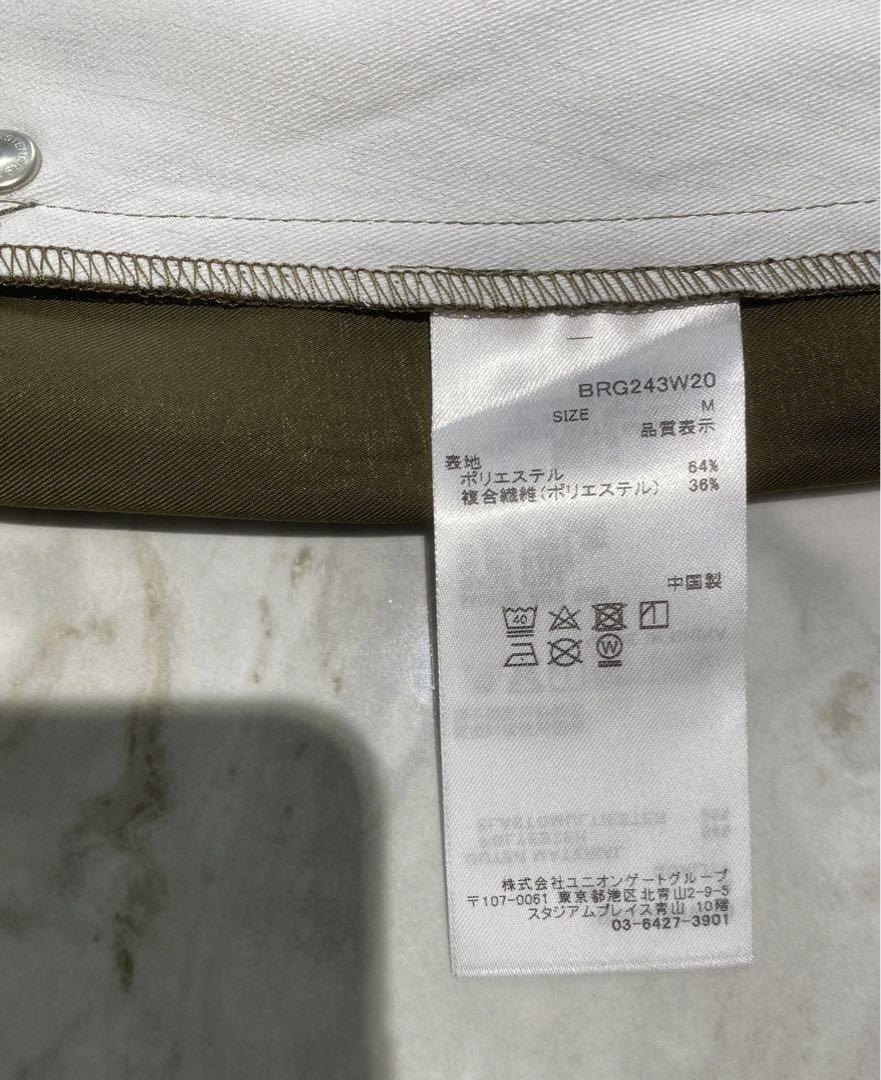 BRG243W20
SIZE M
品質表示
表地
ポリエステル 64%
複合繊維(ポリエステル) 36%
中国製
40
W
株式会社ユニオンゲートグループ
〒107-0061 東京都港区北青山2-9-5
スタジアムプレイス青山 10階
03-6427-3901